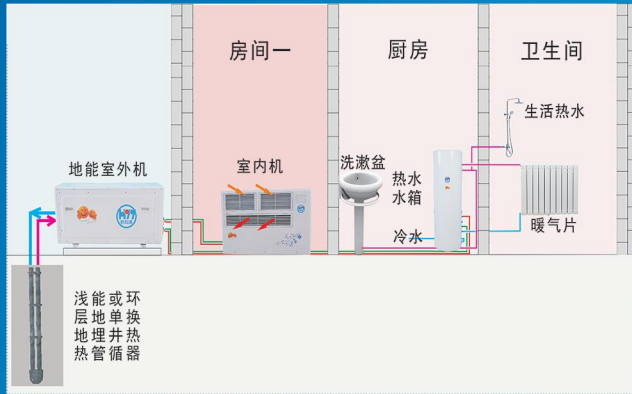 房间一
厨房
卫生间
生活热水
地能室外机
室内机
洗漱盆
热水
水箱
暖气片
冷水
浅层地热
能地埋管
或单井循
环换热器